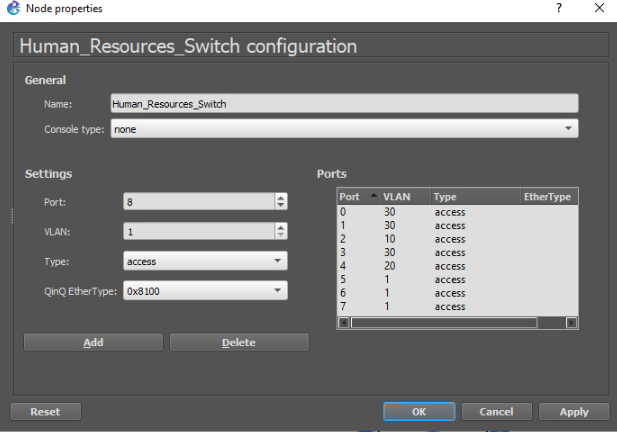 Node properties
Human_Resources_Switch configuration
General
Name: Human_Resources_Switch
Console type: none
Settings
Port: 8
VLAN: 1
Type: access
QinQ EtherType: 0x8100
Add Delete
Ports
Port VLAN Type EtherType
0 30 access
1 30 access
2 10 access
3 30 access
4 20 access
5 1 access
6 1 access
7 1 access
Reset OK Cancel Apply